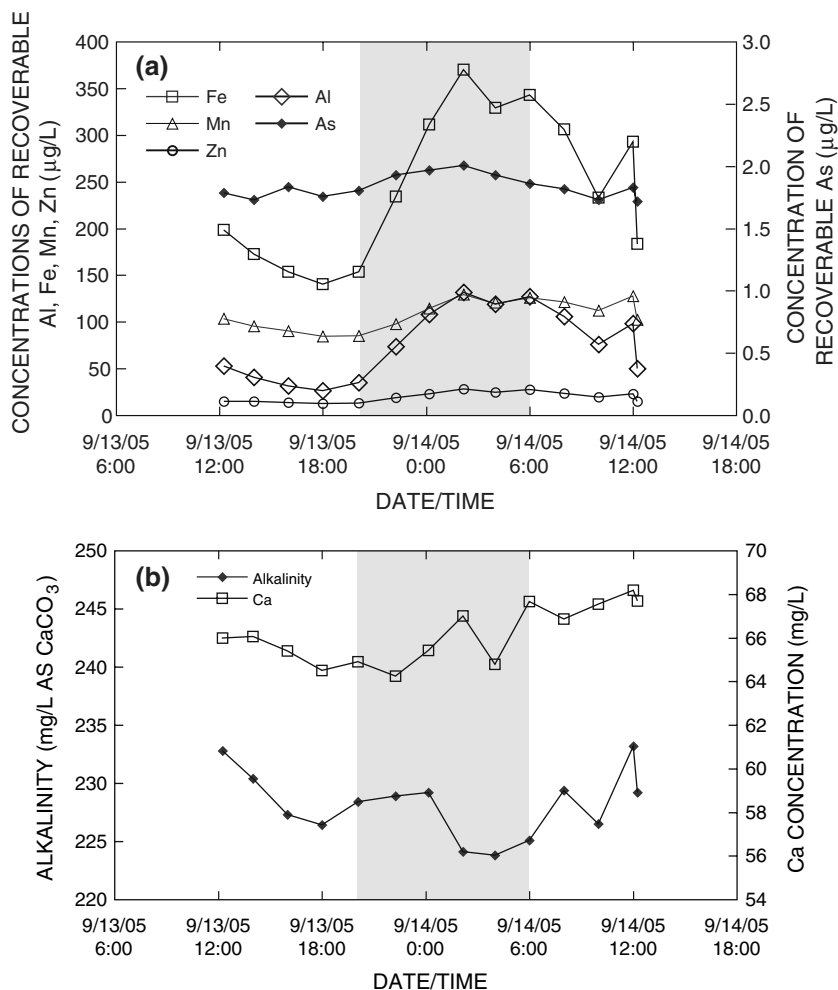 CONCENTRATIONS OF RECOVERABLE
Al, Fe, Mn, Zn (µg/L)
400
350
300
250
200
150
100
50
0
(a)
Fe
Mn
Zn
Al
As
3.0
2.5
2.0
1.5
1.0
0.5
0.0
CONCENTRATION OF
RECOVERABLE As (µg/L)
9/13/05 9/13/05 9/13/05 9/14/05 9/14/05 9/14/05 9/14/05
6:00 12:00 18:00 0:00 6:00 12:00 18:00
DATE/TIME
ALKALINITY (mg/L AS CaCO3)
250
245
240
235
230
225
220
(b)
Alkalinity
Ca
70
68
66
64
62
60
58
56
54
Ca CONCENTRATION (mg/L)
9/13/05 9/13/05 9/13/05 9/14/05 9/14/05 9/14/05 9/14/05
6:00 12:00 18:00 0:00 6:00 12:00 18:00
DATE/TIME